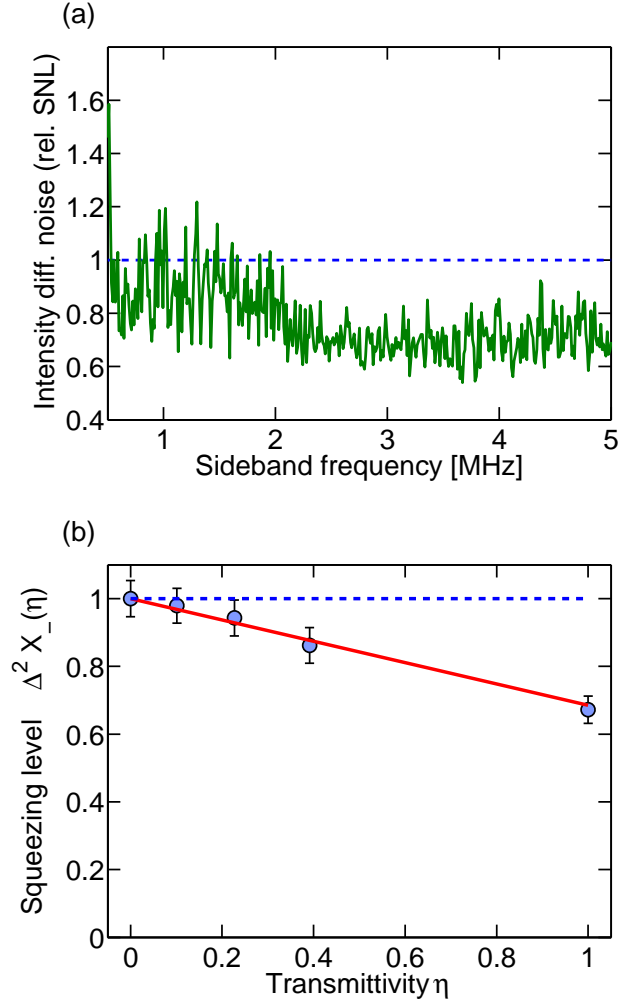 (a)
Intensity diff. noise (rel. SNL)
1.6
1.4
1.2
1
0.8
0.6
0.4
1 2 3 4 5
Sideband frequency [MHz]
(b)
Squeezing level Δ² X_(η)
1
0.8
0.6
0.4
0.2
0
0 0.2 0.4 0.6 0.8 1
Transmittivity η